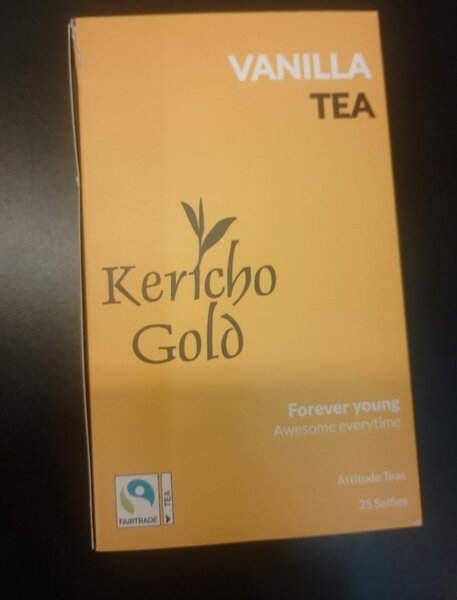 VANILLA
TEA
Kericho
Gold
Forever young
Awesome everytime
Attitude Teas
25 Selfies
FAIRTRADE
TEA